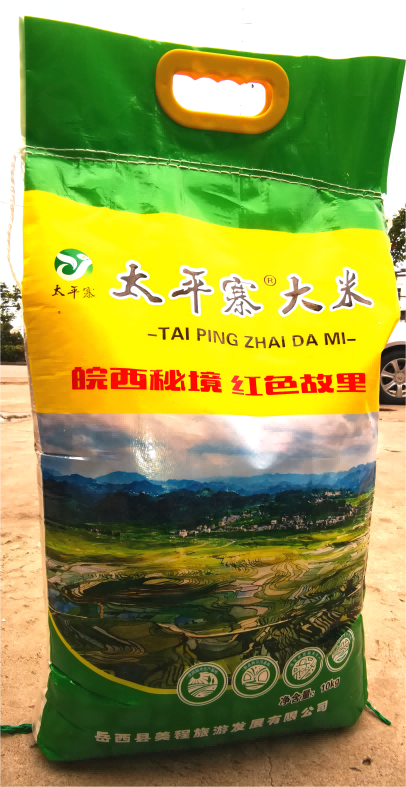 太平寨
太平寨®大米
-TAI PING ZHAI DA MI-
皖西秘境 红色故里
净含量：10kg
岳西县美程旅游发展有限公司